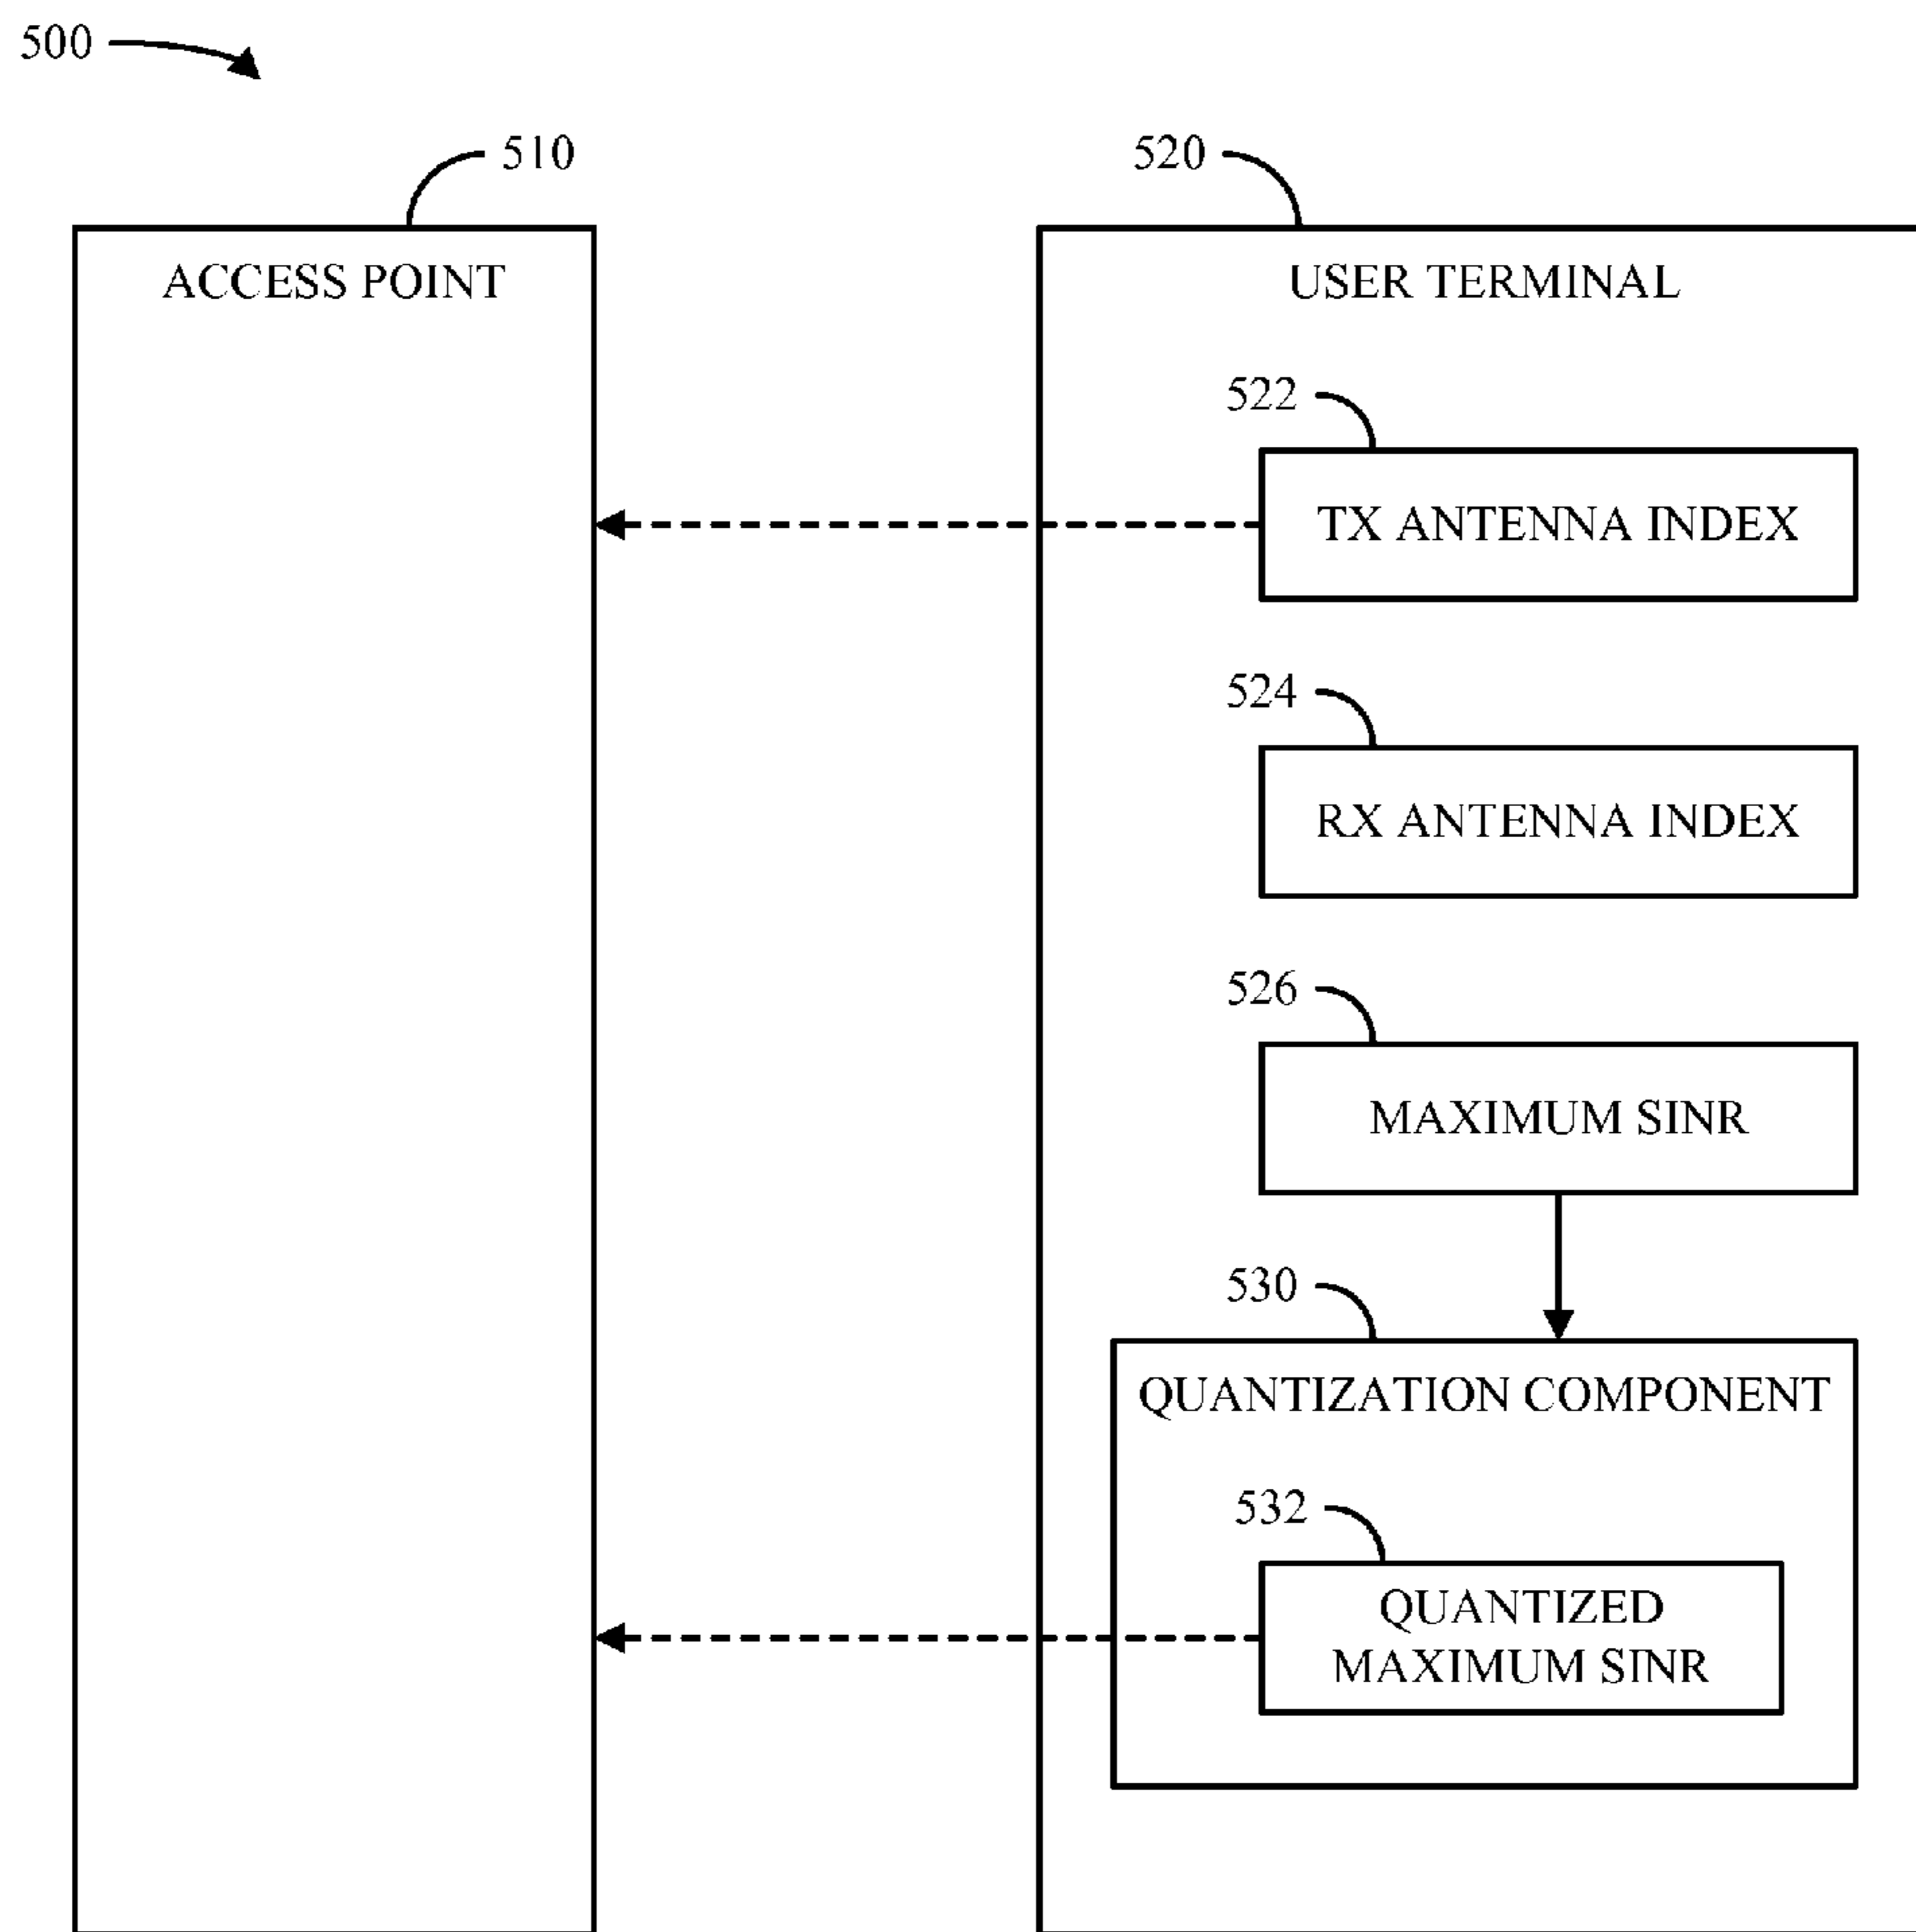 500
510
520
ACCESS POINT
USER TERMINAL
522
TX ANTENNA INDEX
524
RX ANTENNA INDEX
526
MAXIMUM SINR
530
QUANTIZATION COMPONENT
532
QUANTIZED
MAXIMUM SINR